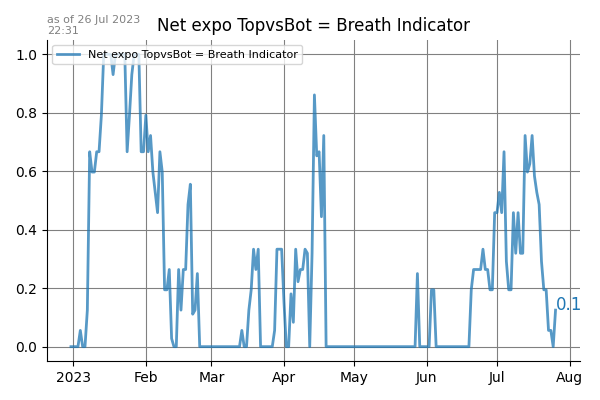 as of 26 Jul 2023
22:31
Net expo TopvsBot = Breath Indicator
Net expo TopvsBot = Breath Indicator
1.0
0.8
0.6
0.4
0.2
0.0
0.1
2023 Feb Mar Apr May Jun Jul Aug